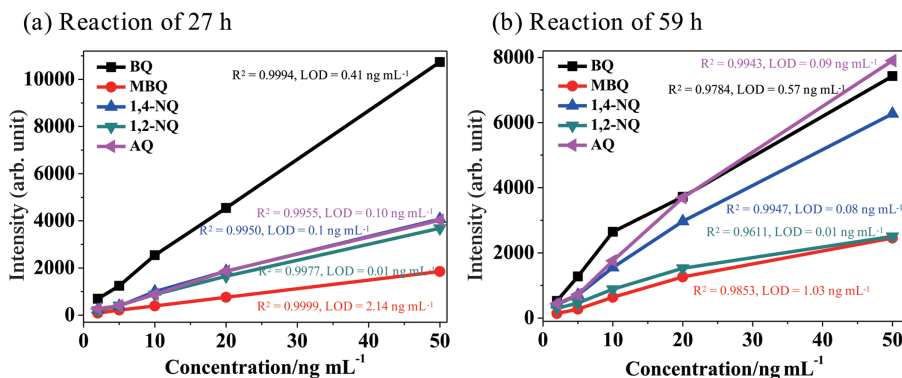 (a) Reaction of 27 h
Intensity (arb. unit)
10000
8000
6000
4000
2000
0
BQ
MBQ
1,4-NQ
1,2-NQ
AQ
R² = 0.9994, LOD = 0.41 ng mL⁻¹
R² = 0.9955, LOD = 0.10 ng mL⁻¹
R² = 0.9950, LOD = 0.1 ng mL⁻¹
R² = 0.9977, LOD = 0.01 ng mL⁻¹
R² = 0.9999, LOD = 2.14 ng mL⁻¹
0 10 20 30 40 50
Concentration/ng mL⁻¹
(b) Reaction of 59 h
Intensity (arb. unit)
8000
6000
4000
2000
0
BQ
MBQ
1,4-NQ
1,2-NQ
AQ
R² = 0.9943, LOD = 0.09 ng mL⁻¹
R² = 0.9784, LOD = 0.57 ng mL⁻¹
R² = 0.9947, LOD = 0.08 ng mL⁻¹
R² = 0.9611, LOD = 0.01 ng mL⁻¹
R² = 0.9853, LOD = 1.03 ng mL⁻¹
0 10 20 30 40 50
Concentration/ng mL⁻¹